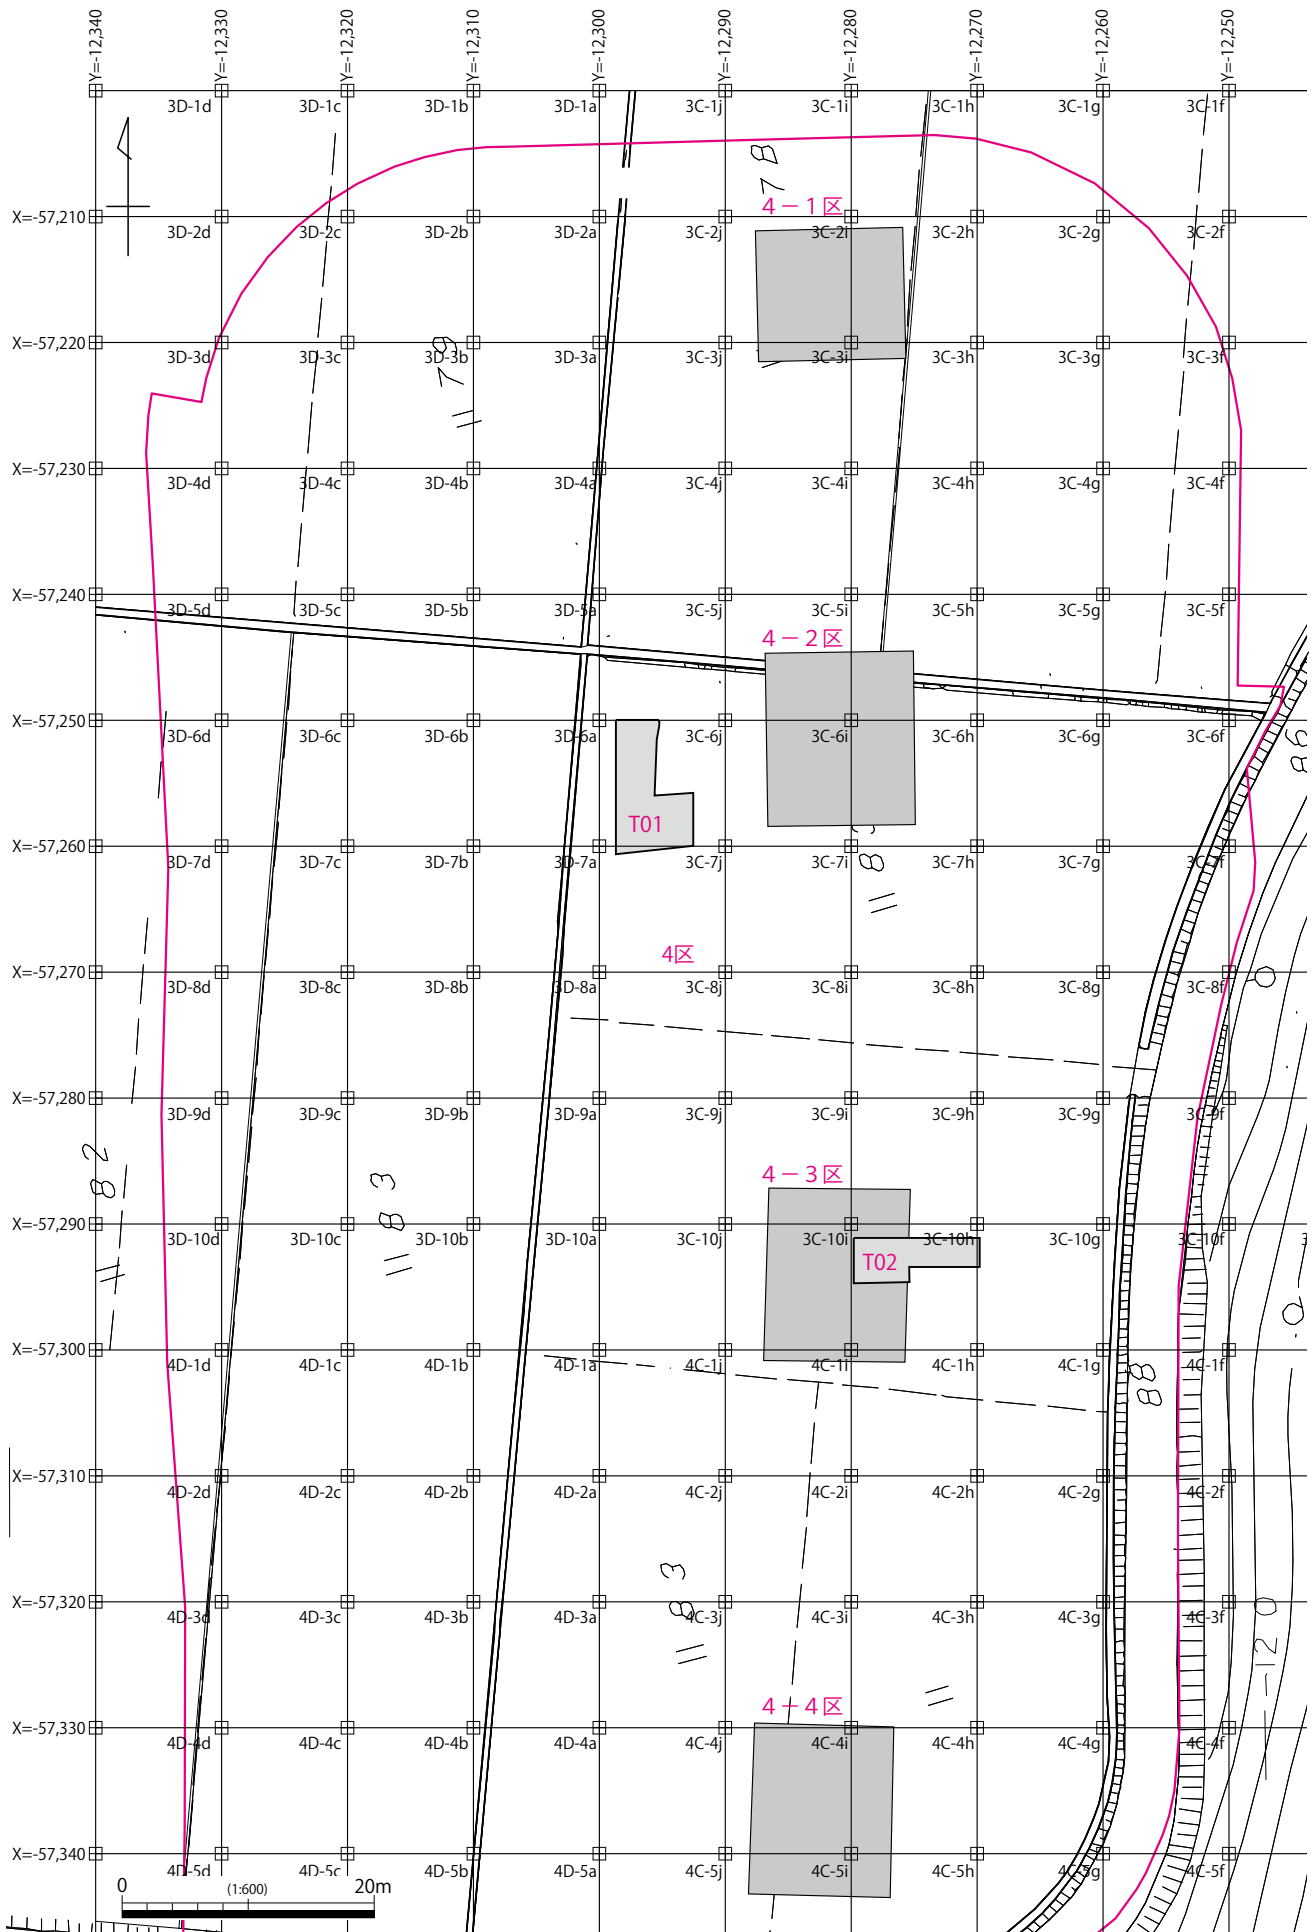 Y=-12,340 Y=-12,330 Y=-12,320 Y=-12,310 Y=-12,300 Y=-12,290 Y=-12,280 Y=-12,270 Y=-12,260 Y=-12,250
3D-1d 3D-1c 3D-1b 3D-1a 3C-1j 3C-1i 3C-1h 3C-1g 3C-1f
78
4－1区
X=-57,210
3D-2d 3D-2c 3D-2b 3D-2a 3C-2j 3C-2i 3C-2h 3C-2g 3C-2f
X=-57,220
3D-3d 3D-3c 3D-3b 3D-3a 3C-3j 3C-3i 3C-3h 3C-3g 3C-3f
79
X=-57,230
3D-4d 3D-4c 3D-4b 3D-4a 3C-4j 3C-4i 3C-4h 3C-4g 3C-4f
X=-57,240
3D-5d 3D-5c 3D-5b 3D-5a 3C-5j 3C-5i 3C-5h 3C-5g 3C-5f
4－2区
X=-57,250
3D-6d 3D-6c 3D-6b 3D-6a 3C-6j 3C-6i 3C-6h 3C-6g 3C-6f
86
T01
X=-57,260
3D-7d 3D-7c 3D-7b 3D-7a 3C-7j 3C-7i 3C-7h 3C-7g 3C-7f
4区
X=-57,270
3D-8d 3D-8c 3D-8b 3D-8a 3C-8j 3C-8i 3C-8h 3C-8g 3C-8f
X=-57,280
3D-9d 3D-9c 3D-9b 3D-9a 3C-9j 3C-9i 3C-9h 3C-9g 3C-9f
82
83
4－3区
X=-57,290
3D-10d 3D-10c 3D-10b 3D-10a 3C-10j 3C-10i 3C-10h 3C-10g 3C-10f
T02
X=-57,300
4D-1d 4D-1c 4D-1b 4D-1a 4C-1j 4C-1i 4C-1h 4C-1g 4C-1f
88
X=-57,310
4D-2d 4D-2c 4D-2b 4D-2a 4C-2j 4C-2i 4C-2h 4C-2g 4C-2f
83
X=-57,320
4D-3d 4D-3c 4D-3b 4D-3a 4C-3j 4C-3i 4C-3h 4C-3g 4C-3f
120
4－4区
X=-57,330
4D-4d 4D-4c 4D-4b 4D-4a 4C-4j 4C-4i 4C-4h 4C-4g 4C-4f
X=-57,340
4D-5d 4D-5c 4D-5b 4D-5a 4C-5j 4C-5i 4C-5h 4C-5g 4C-5f
0 (1:600) 20m